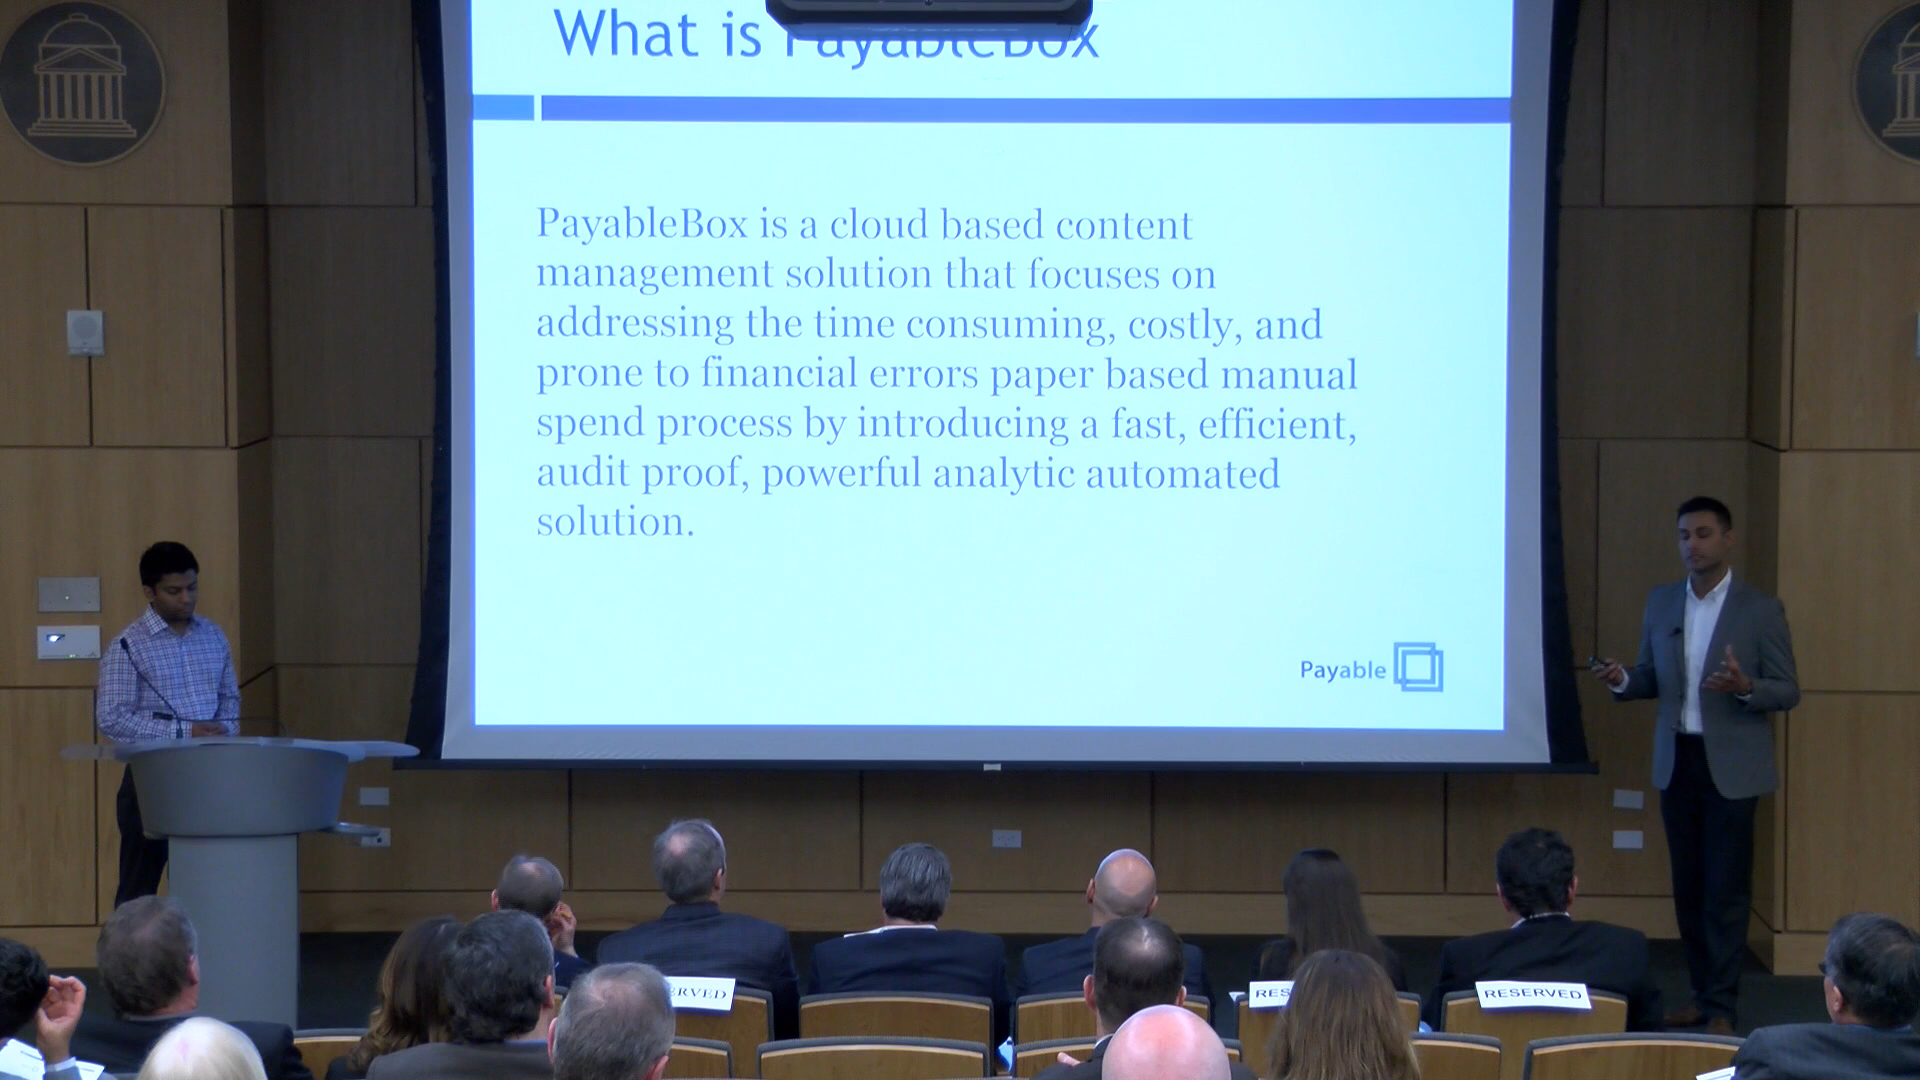 What is PayableBox
PayableBox is a cloud based content
management solution that focuses on
addressing the time consuming, costly, and
prone to financial errors paper based manual
spend process by introducing a fast, efficient,
audit proof, powerful analytic automated
solution.
Payable
ERVED
RES
RESERVED